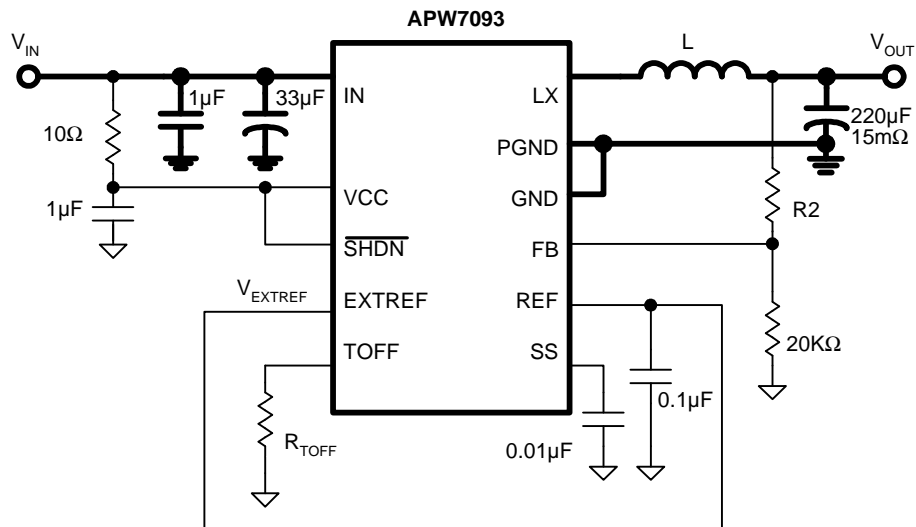 APW7093
V_IN
L
V_OUT
IN
LX
1µF
33µF
220µF
15mΩ
10Ω
PGND
VCC
GND
1µF
R2
SHDN
FB
V_EXTREF
EXTREF
REF
TOFF
SS
20KΩ
0.1µF
R_TOFF
0.01µF